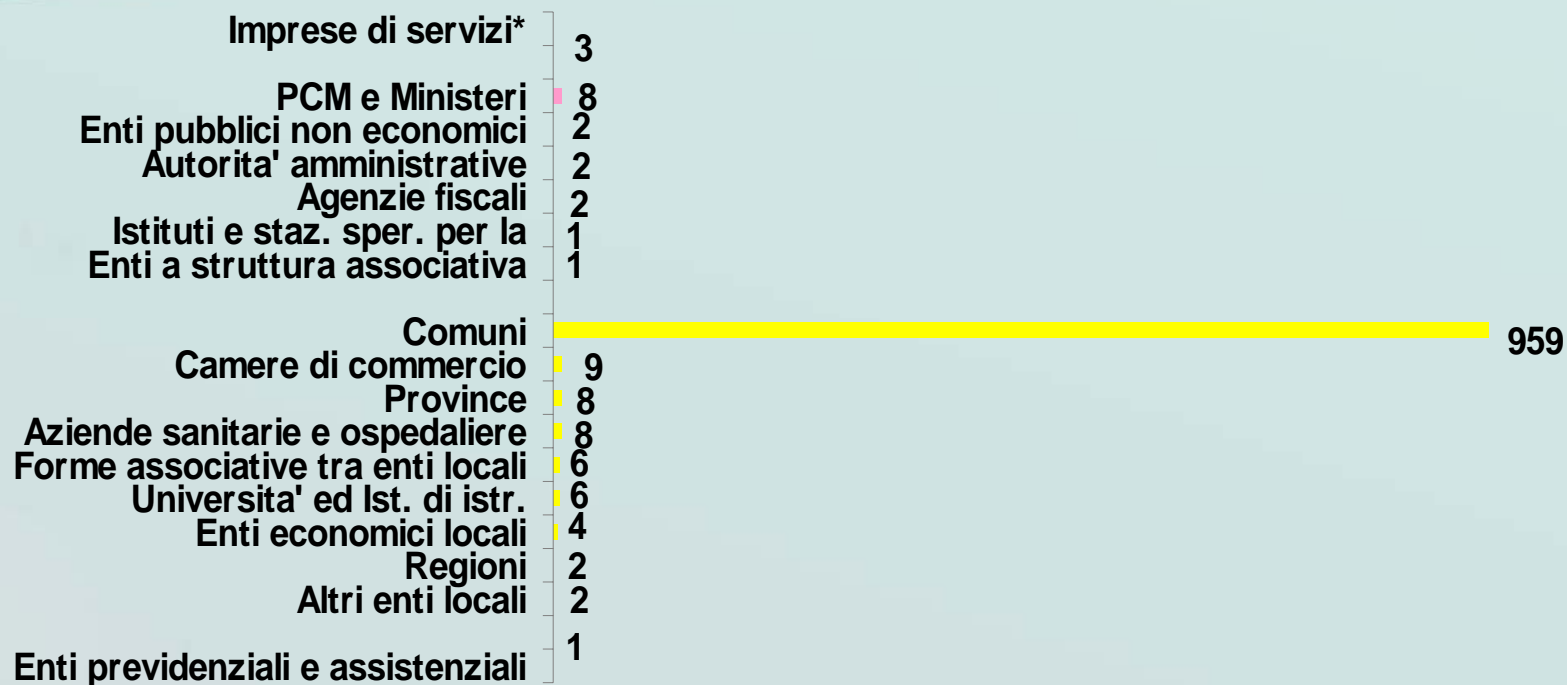 Imprese di servizi* 3
PCM e Ministeri 8
Enti pubblici non economici 2
Autorita' amministrative 2
Agenzie fiscali 2
Istituti e staz. sper. per la 1
Enti a struttura associativa 1
Comuni 959
Camere di commercio 9
Province 8
Aziende sanitarie e ospedaliere 8
Forme associative tra enti locali 6
Universita' ed Ist. di istr. 6
Enti economici locali 4
Regioni 2
Altri enti locali 2
Enti previdenziali e assistenziali 1